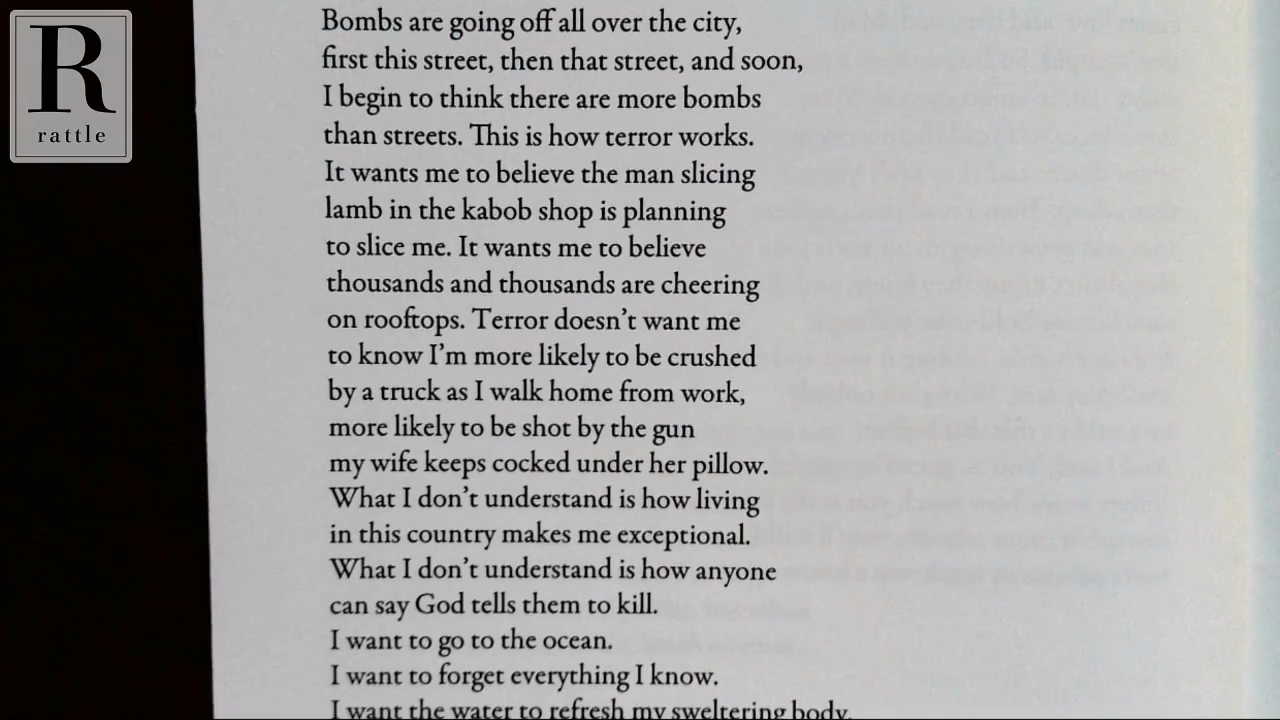 R
rattle
Bombs are going off all over the city,
first this street, then that street, and soon,
I begin to think there are more bombs
than streets. This is how terror works.
It wants me to believe the man slicing
lamb in the kabob shop is planning
to slice me. It wants me to believe
thousands and thousands are cheering
on rooftops. Terror doesn’t want me
to know I’m more likely to be crushed
by a truck as I walk home from work,
more likely to be shot by the gun
my wife keeps cocked under her pillow.
What I don’t understand is how living
in this country makes me exceptional.
What I don’t understand is how anyone
can say God tells them to kill.
I want to go to the ocean.
I want to forget everything I know.
I want the water to refresh my sweltering body,